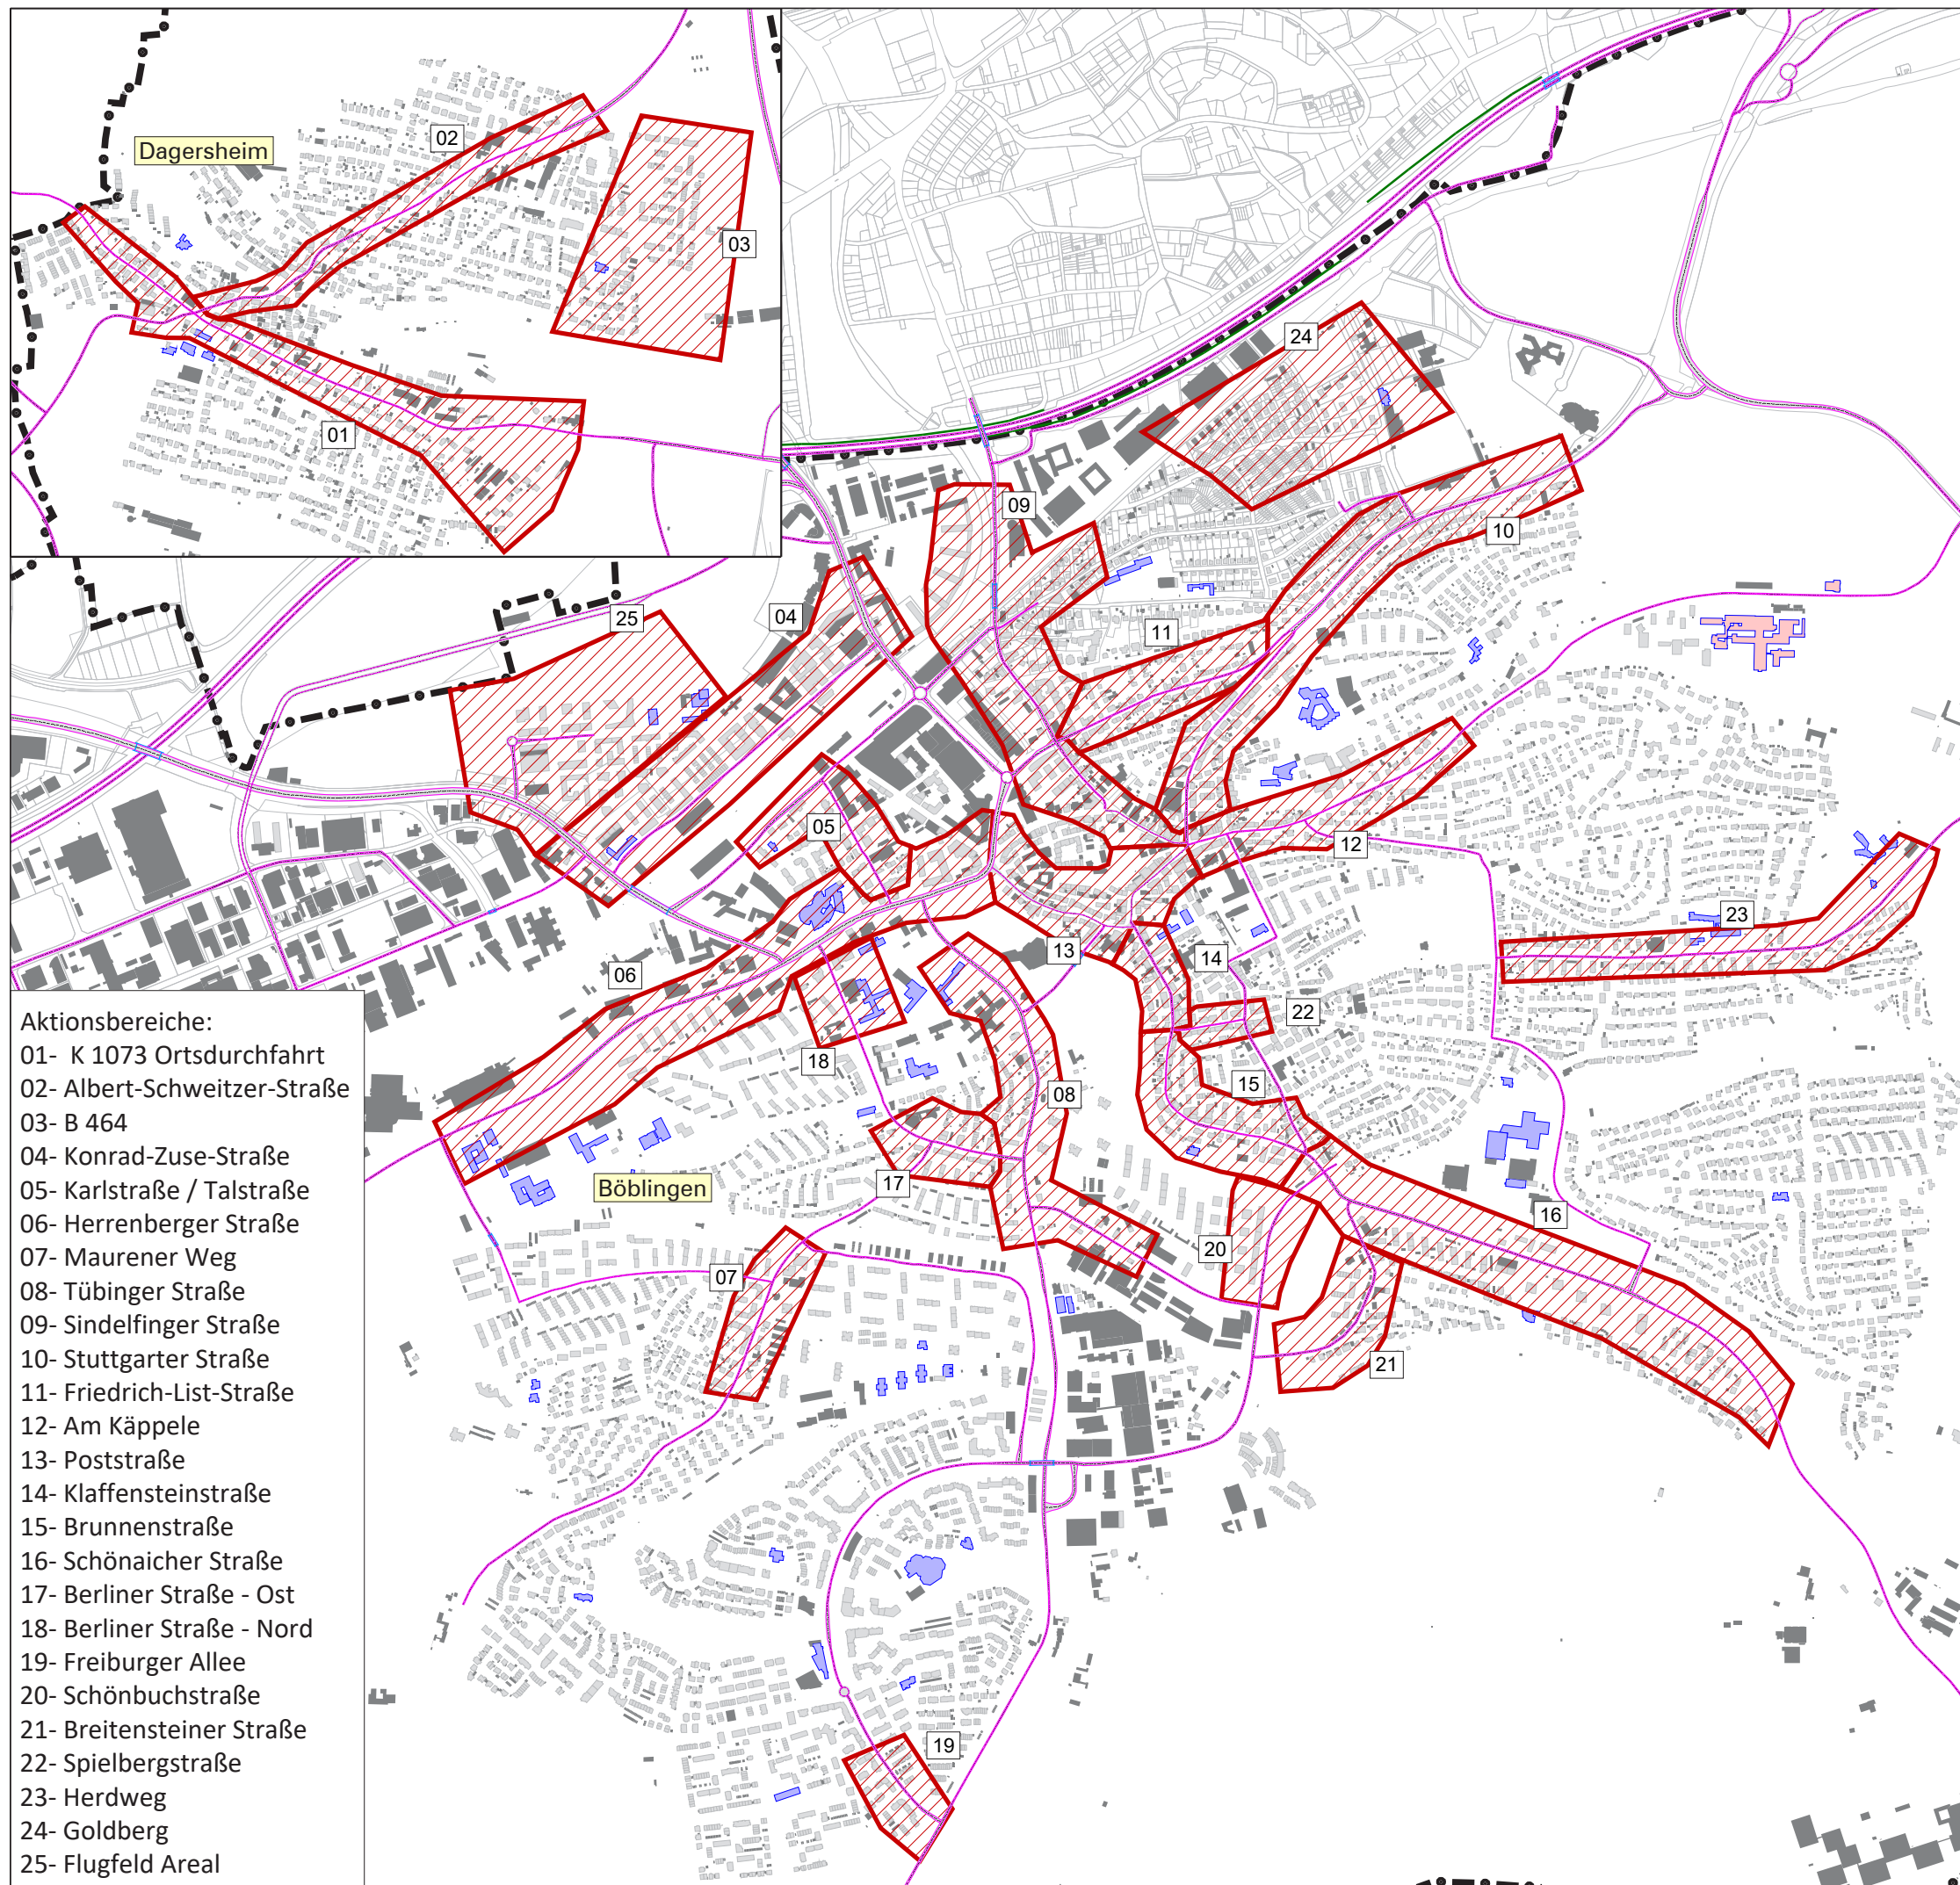 Dagersheim
02
03
01
24
09
10
04
25
11
05
12
23
13
06
14
22
18
15
08
17
Böblingen
16
20
07
21
19
Aktionsbereiche:
01- K 1073 Ortsdurchfahrt
02- Albert-Schweitzer-Straße
03- B 464
04- Konrad-Zuse-Straße
05- Karlstraße / Talstraße
06- Herrenberger Straße
07- Maurener Weg
08- Tübinger Straße
09- Sindelfinger Straße
10- Stuttgarter Straße
11- Friedrich-List-Straße
12- Am Käppele
13- Poststraße
14- Klaffensteinstraße
15- Brunnenstraße
16- Schönaicher Straße
17- Berliner Straße - Ost
18- Berliner Straße - Nord
19- Freiburger Allee
20- Schönbuchstraße
21- Breitensteiner Straße
22- Spielbergstraße
23- Herdweg
24- Goldberg
25- Flugfeld Areal